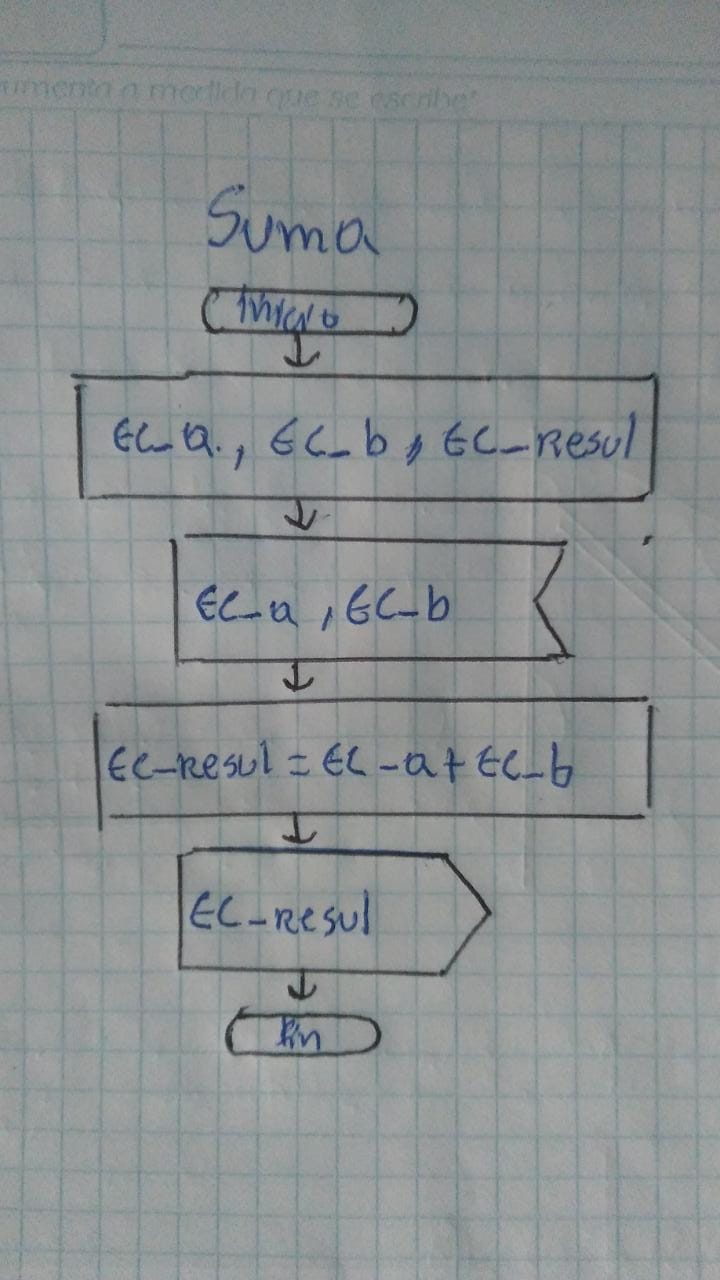 umenta a medida que se escribe"
Suma
Inicio
EC_a., EC_b, EC_Resul
EC_a, EC_b
EC_Resul = EC_a + EC_b
EC_Resul
Fin